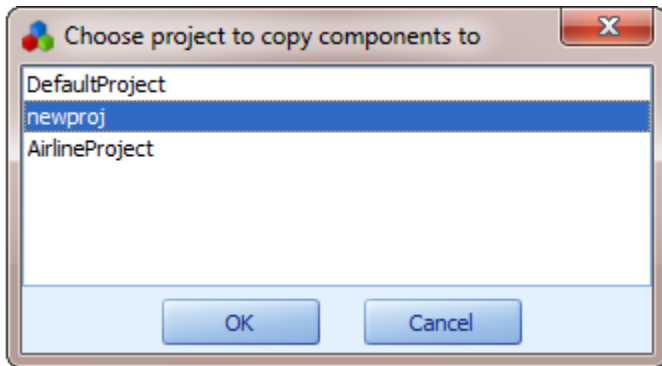 Choose project to copy components to
DefaultProject
newproj
AirlineProject
OK Cancel